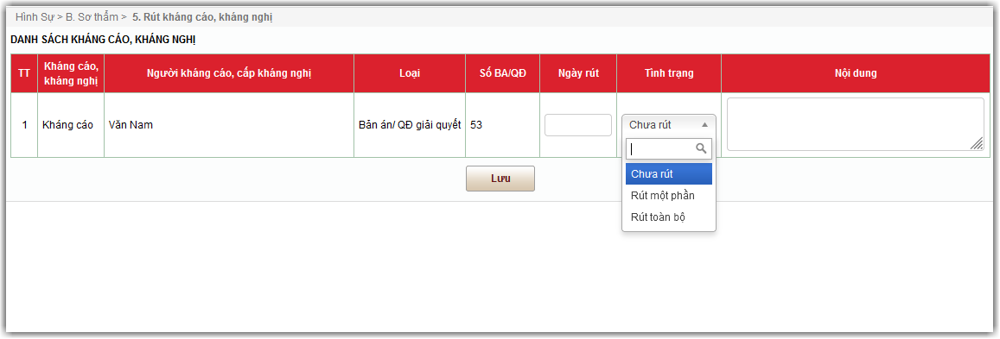 Hình Sự > B. Sơ thẩm > 5. Rút kháng cáo, kháng nghị
DANH SÁCH KHÁNG CÁO, KHÁNG NGHỊ
TT
Kháng cáo,
kháng nghị
Người kháng cáo, cấp kháng nghị
Loại
Số BA/QĐ
Ngày rút
Tình trạng
Nội dung
1
Kháng cáo
Văn Nam
Bản án/ QĐ giải quyết
53
Chưa rút
Chưa rút
Rút một phần
Rút toàn bộ
Lưu